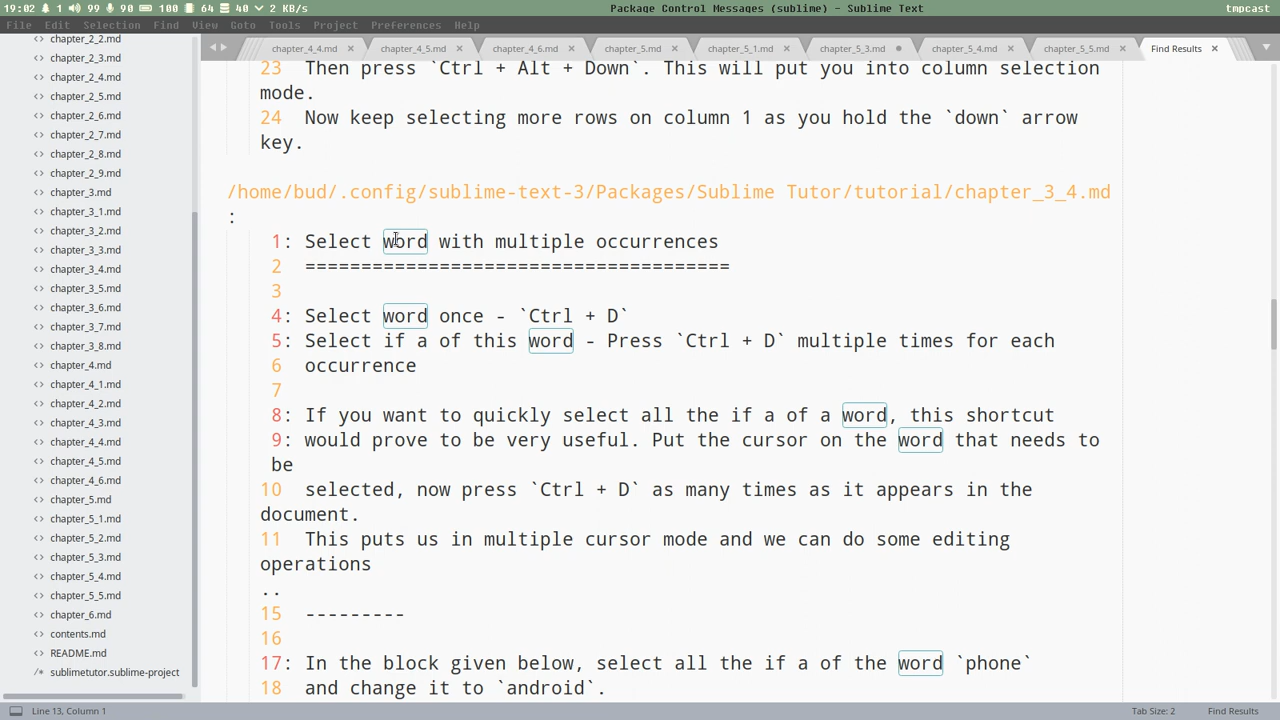 19:02 1 99 90 100 64 40 2 KB/s Package Control Messages (sublime) - Sublime Text tmpcast
File Edit Selection Find View Goto Tools Project Preferences Help
chapter_4_4.md chapter_4_5.md chapter_4_6.md chapter_5.md chapter_5_1.md chapter_5_3.md chapter_5_4.md chapter_5_5.md Find Results
chapter_2_2.md
chapter_2_3.md
chapter_2_4.md
chapter_2_5.md
chapter_2_6.md
chapter_2_7.md
chapter_2_8.md
chapter_2_9.md
chapter_3.md
chapter_3_1.md
chapter_3_2.md
chapter_3_3.md
chapter_3_4.md
chapter_3_5.md
chapter_3_6.md
chapter_3_7.md
chapter_3_8.md
chapter_4.md
chapter_4_1.md
chapter_4_2.md
chapter_4_3.md
chapter_4_4.md
chapter_4_5.md
chapter_4_6.md
chapter_5.md
chapter_5_1.md
chapter_5_2.md
chapter_5_3.md
chapter_5_4.md
chapter_5_5.md
chapter_6.md
contents.md
README.md
/* sublimetutor.sublime-project
23 Then press `Ctrl + Alt + Down`. This will put you into column selection
mode.
24 Now keep selecting more rows on column 1 as you hold the `down` arrow
key.
/home/bud/.config/sublime-text-3/Packages/Sublime Tutor/tutorial/chapter_3_4.md
:
1: Select word with multiple occurrences
2 ======================================
3
4: Select word once - `Ctrl + D`
5: Select if a of this word - Press `Ctrl + D` multiple times for each
6 occurrence
7
8: If you want to quickly select all the if a of a word, this shortcut
9: would prove to be very useful. Put the cursor on the word that needs to
be
10 selected, now press `Ctrl + D` as many times as it appears in the
document.
11 This puts us in multiple cursor mode and we can do some editing
operations
..
15 ---------
16
17: In the block given below, select all the if a of the word `phone`
18 and change it to `android`.
Line 13, Column 1 Tab Size: 2 Find Results